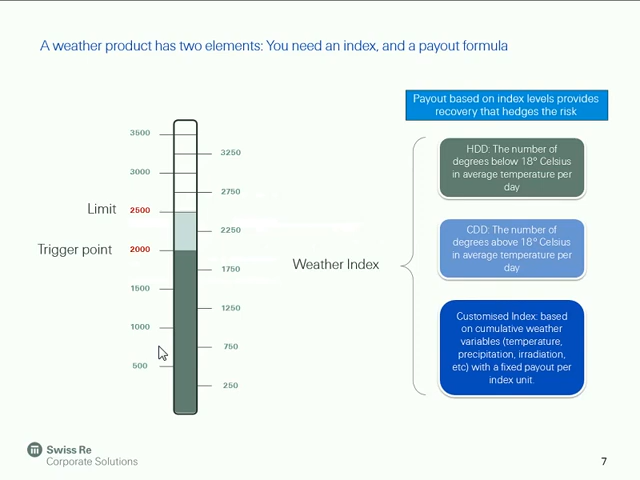 A weather product has two elements: You need an index, and a payout formula
Payout based on index levels provides
recovery that hedges the risk
3500
3250
3000
2750
Limit 2500
2250
Trigger point 2000
1750
1500
1250
1000
750
500
250
Weather Index
HDD: The number of
degrees below 18° Celsius
in average temperature per
day
CDD: The number of
degrees above 18° Celsius
in average temperature per
day
Customised Index: based
on cumulative weather
variables (temperature,
precipitation, irradiation,
etc) with a fixed payout per
index unit.
Swiss Re
Corporate Solutions
7